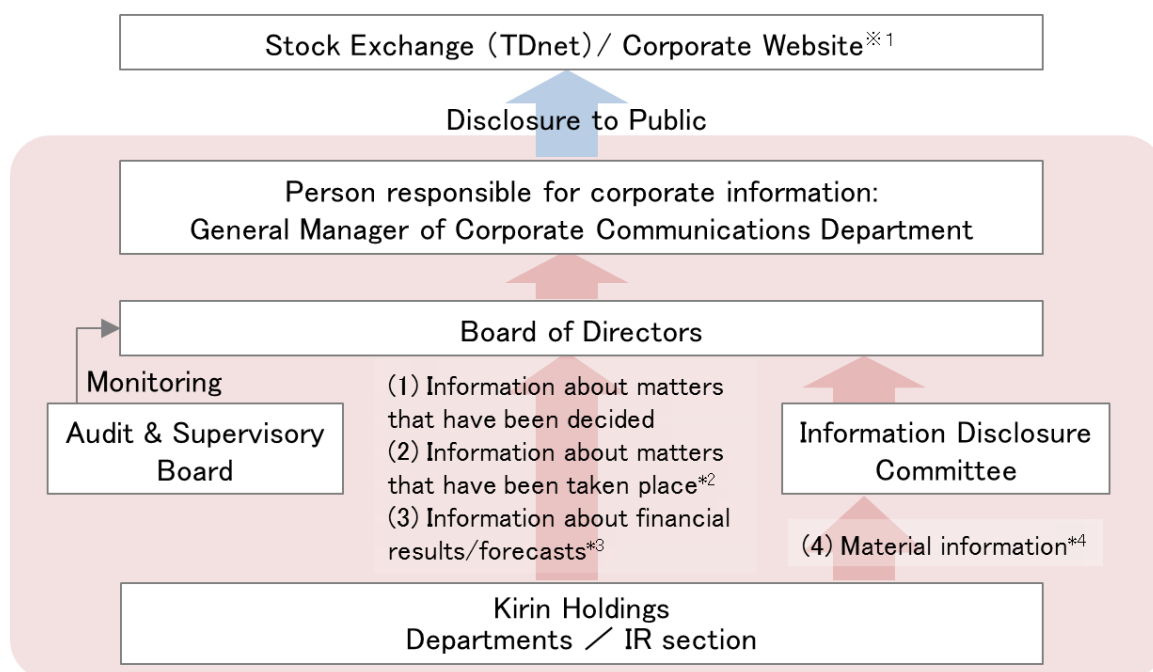 Stock Exchange (TDnet)/ Corporate Website※1
Disclosure to Public
Person responsible for corporate information:
General Manager of Corporate Communications Department
Board of Directors
Monitoring
Audit & Supervisory
Board
(1) Information about matters
that have been decided
(2) Information about matters
that have been taken place*2
(3) Information about financial
results/forecasts*3
Information Disclosure
Committee
(4) Material information*4
Kirin Holdings
Departments ／ IR section